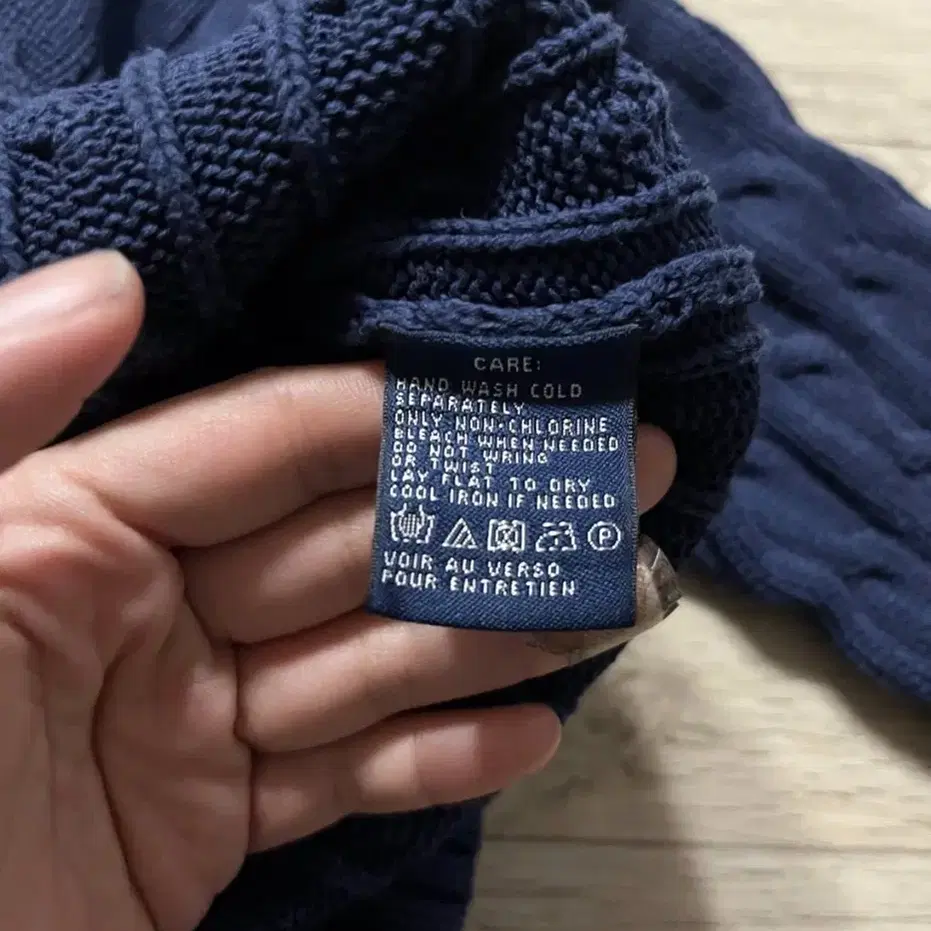 CARE:
HAND WASH COLD
SEPARATELY
ONLY NON-CHLORINE
BLEACH WHEN NEEDED
DO NOT WRING
OR TWIST
LAY FLAT TO DRY
COOL IRON IF NEEDED
P
VOIR AU VERSO
POUR ENTRETIEN